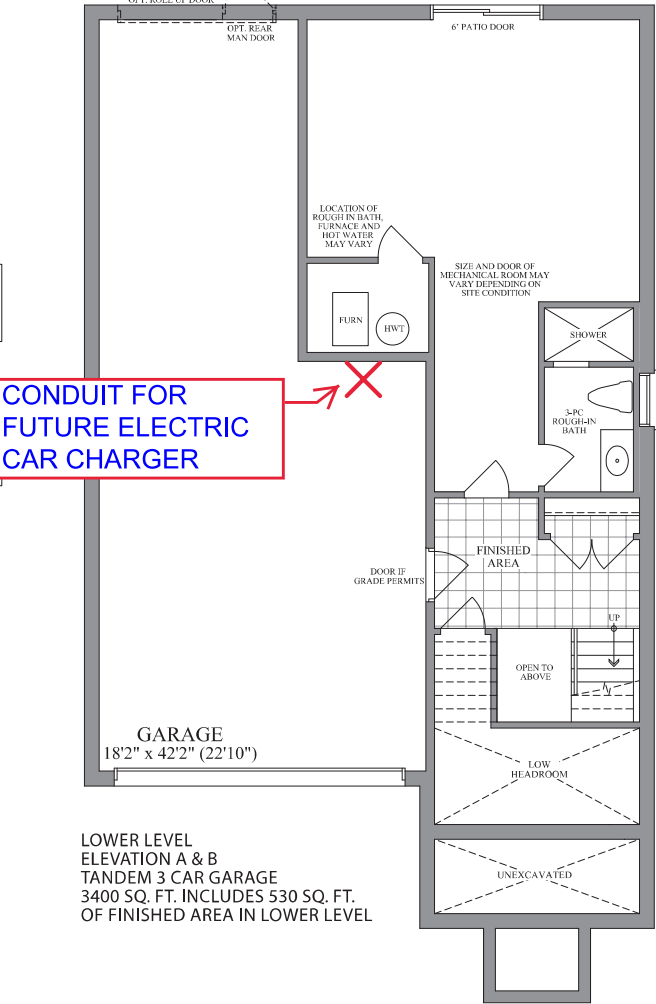 OPT. ROLL UP DOOR
OPT. REAR
MAN DOOR
6' PATIO DOOR
LOCATION OF
ROUGH IN BATH,
FURNACE AND
HOT WATER
MAY VARY
SIZE AND DOOR OF
MECHANICAL ROOM MAY
VARY DEPENDING ON
SITE CONDITION
FURN
HWT
SHOWER
CONDUIT FOR
FUTURE ELECTRIC
CAR CHARGER
3-PC
ROUGH-IN
BATH
FINISHED
AREA
DOOR IF
GRADE PERMITS
UP
OPEN TO
ABOVE
GARAGE
18'2" x 42'2" (22'10")
LOW
HEADROOM
LOWER LEVEL
ELEVATION A & B
TANDEM 3 CAR GARAGE
3400 SQ. FT. INCLUDES 530 SQ. FT.
OF FINISHED AREA IN LOWER LEVEL
UNEXCAVATED